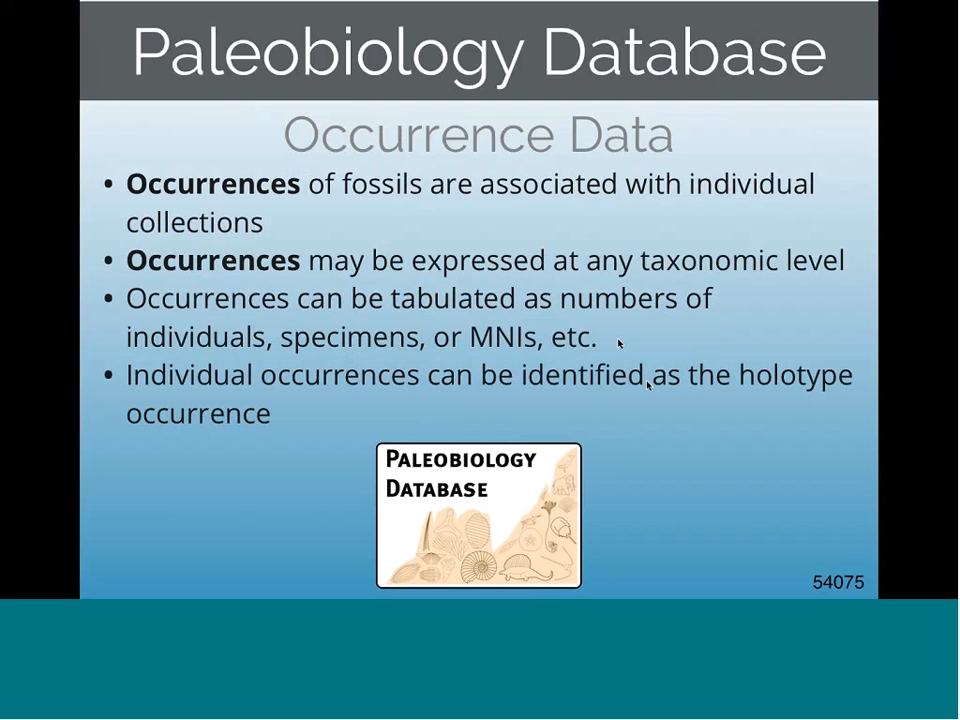 Paleobiology Database
Occurrence Data
• Occurrences of fossils are associated with individual
collections
• Occurrences may be expressed at any taxonomic level
• Occurrences can be tabulated as numbers of
individuals, specimens, or MNIs, etc.
• Individual occurrences can be identified as the holotype
occurrence
PALEOBIOLOGY
DATABASE
54075